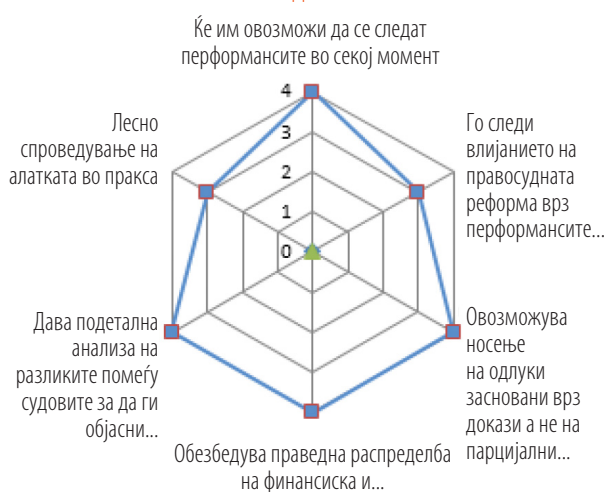 Ќе им овозможи да се следат
перформансите во секој момент
4
3
2
1
0
Го следи
влијанието на
правосудната
реформа врз
перформансите...
Овозможува
носење
на одлуки
засновани врз
докази а не на
парцијални...
Обезбедува праведна распределба
на финансиска и...
Дава подетална
анализа на
разликите помеѓу
судовите за да ги
објасни...
Лесно
спроведување на
алатката во пракса